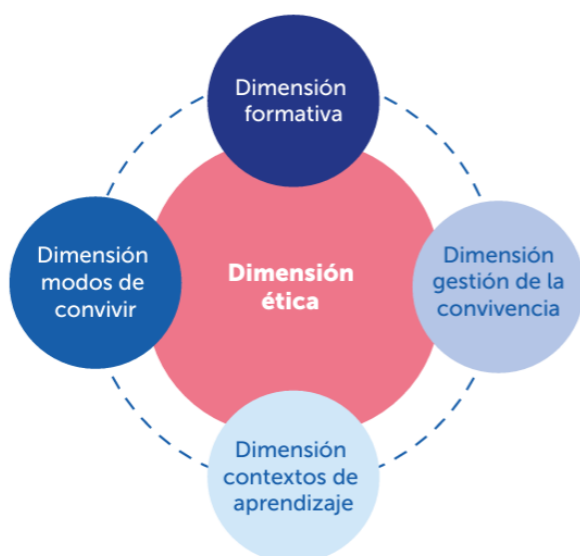 Dimensión
formativa
Dimensión
modos de
convivir
Dimensión
ética
Dimensión
gestión de la
convivencia
Dimensión
contextos de
aprendizaje